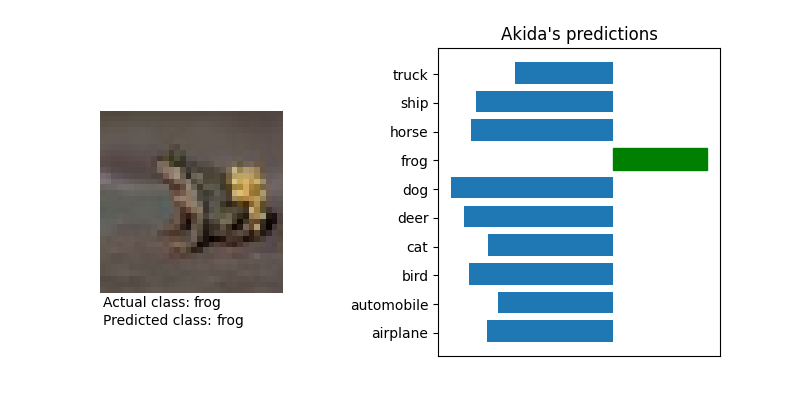 Akida's predictions
truck
ship
horse
frog
dog
deer
cat
bird
automobile
airplane
Actual class: frog
Predicted class: frog